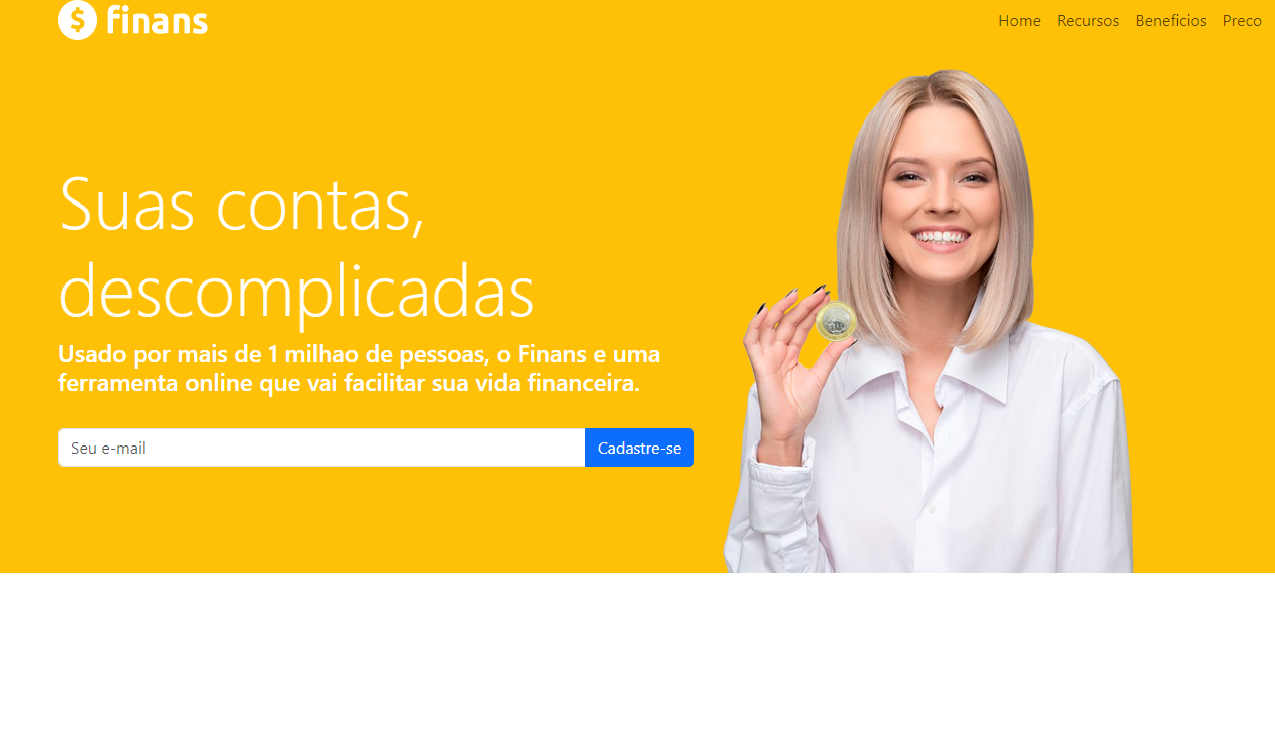 $ finans
Home Recursos Beneficios Preco
Suas contas,
descomplicadas
Usado por mais de 1 milhao de pessoas, o Finans e uma
ferramenta online que vai facilitar sua vida financeira.
Seu e-mail Cadastre-se